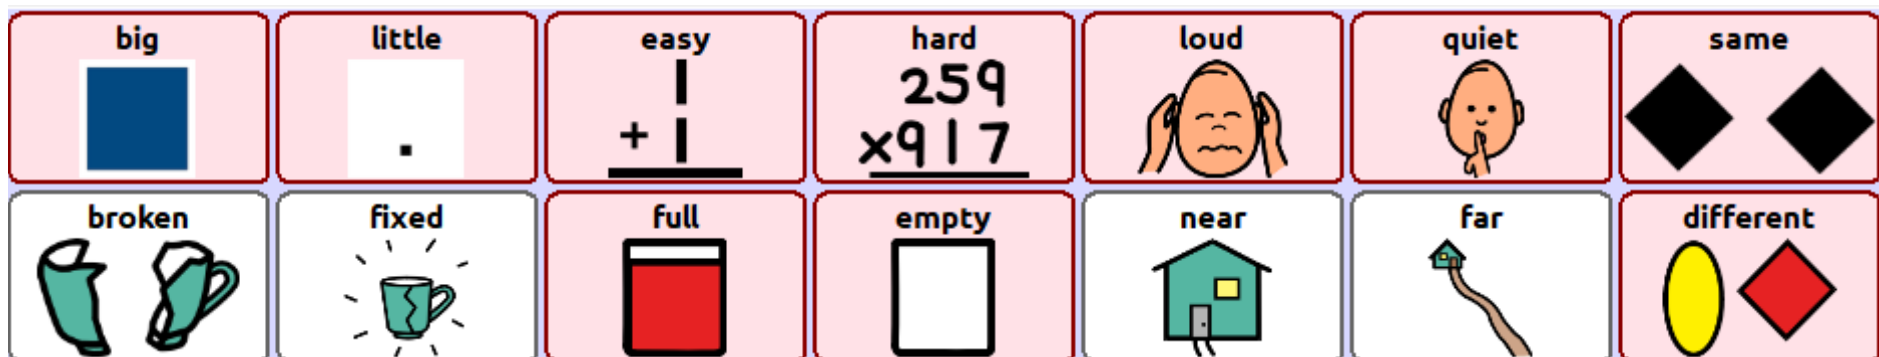 big little easy hard loud quiet same
1
259
+ 1
x917
broken fixed full empty near far different